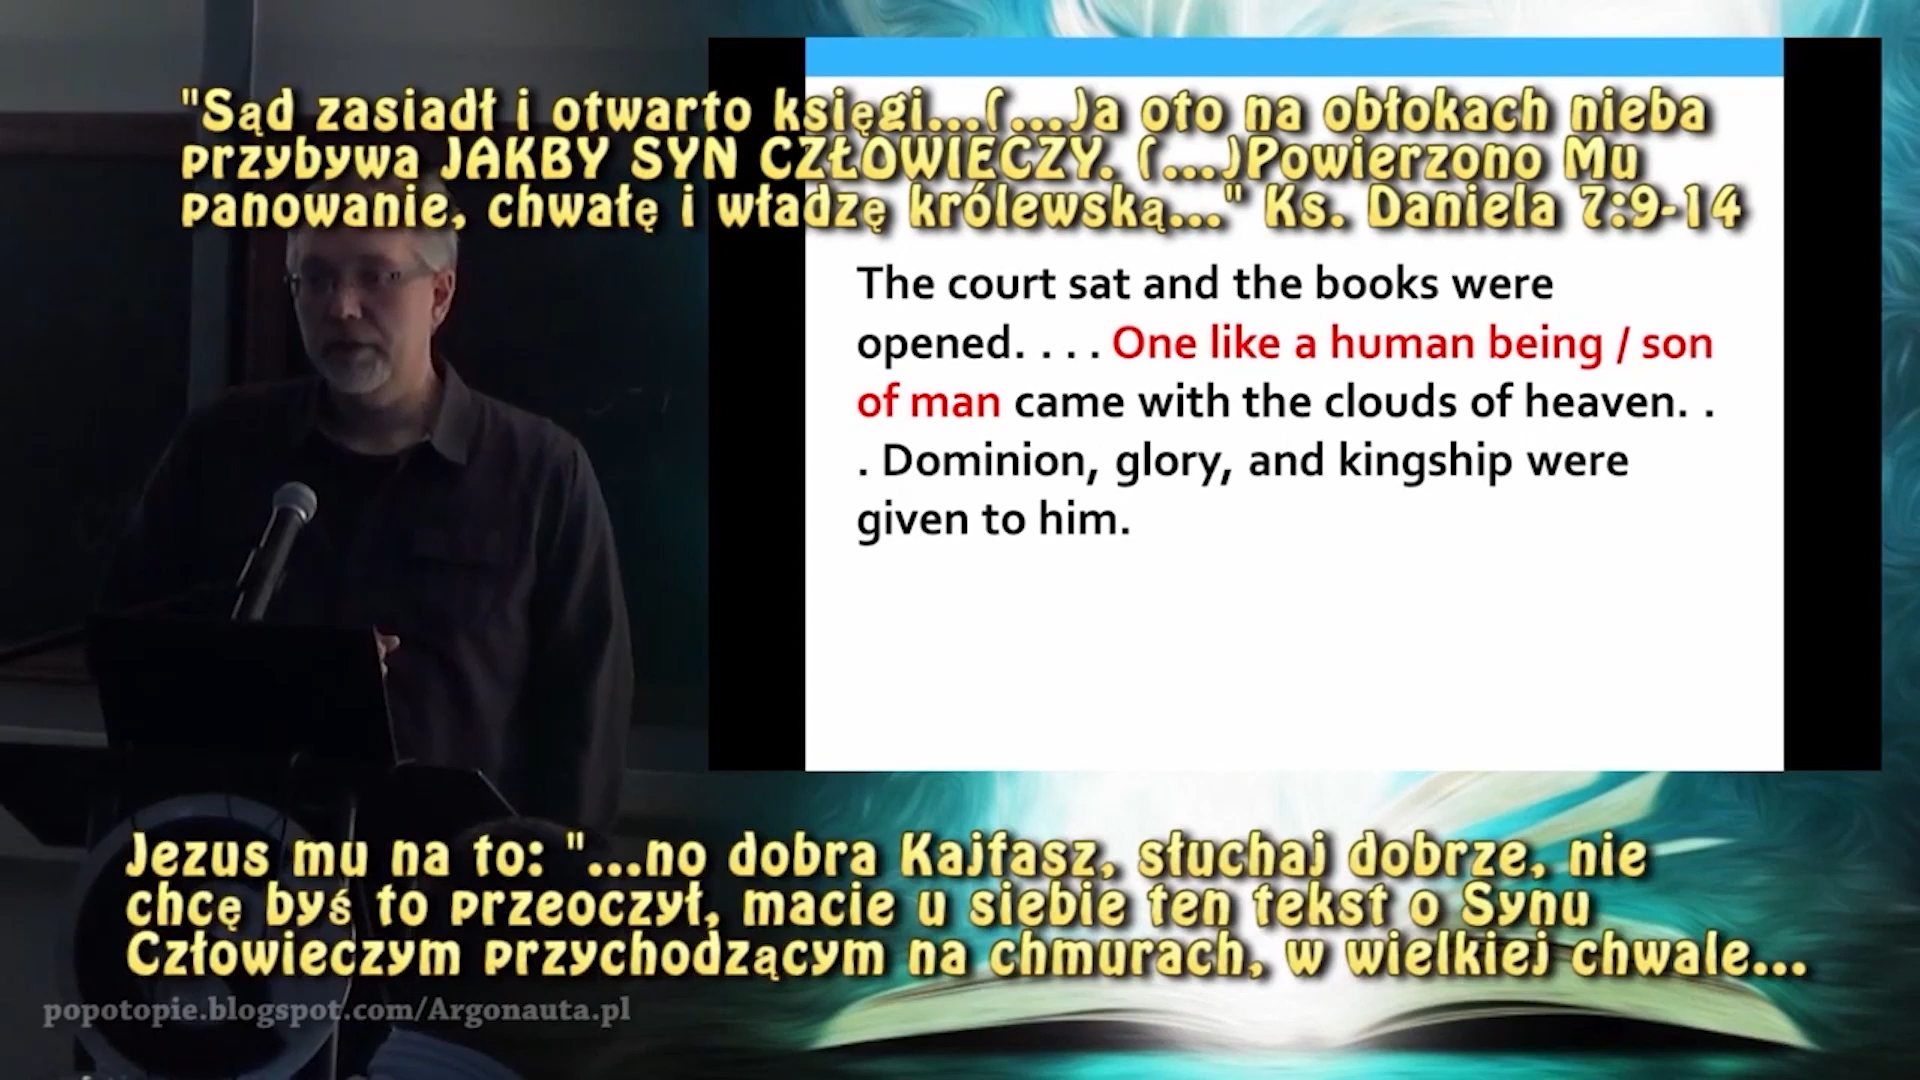 "Sąd zasiadł i otwarto księgi...(...)a oto na obłokach nieba
przybywa JAKBY SYN CZŁOWIECZY. (...)Powierzono Mu
panowanie, chwałę i władzę królewską..." Ks. Daniela 7:9-14
The court sat and the books were
opened. . . . One like a human being / son
of man came with the clouds of heaven. .
. Dominion, glory, and kingship were
given to him.
Jezus mu na to: "...no dobra Kajfasz, słuchaj dobrze, nie
chcę byś to przeoczył, macie u siebie ten tekst o Synu
Człowieczym przychodzącym na chmurach, w wielkiej chwale...
popotopie.blogspot.com/Argonauta.pl